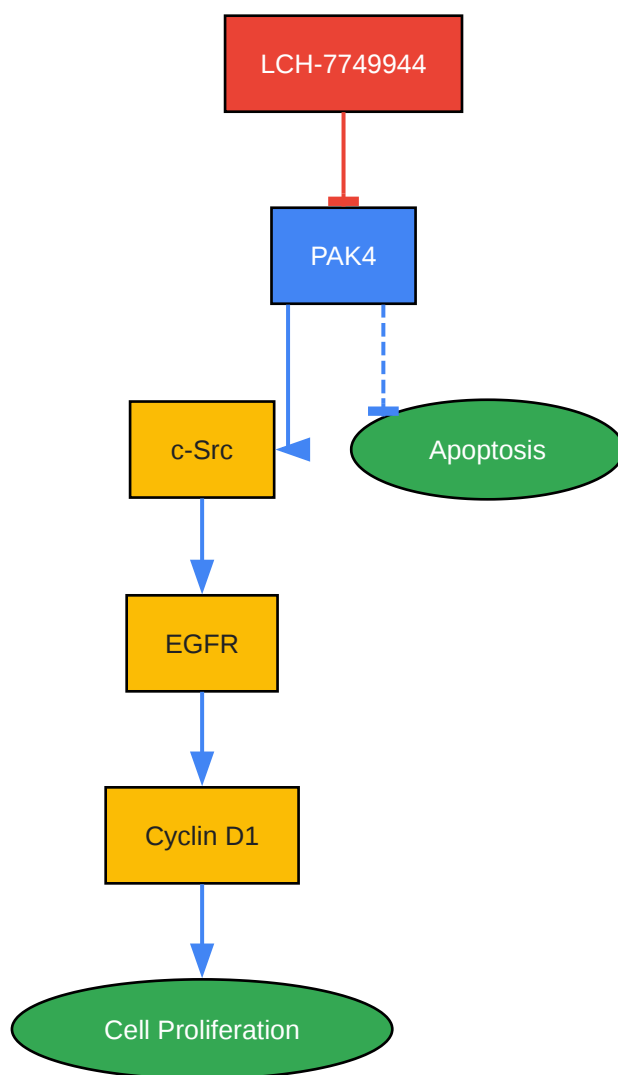 LCH-7749944
PAK4
c-Src
Apoptosis
EGFR
Cyclin D1
Cell Proliferation